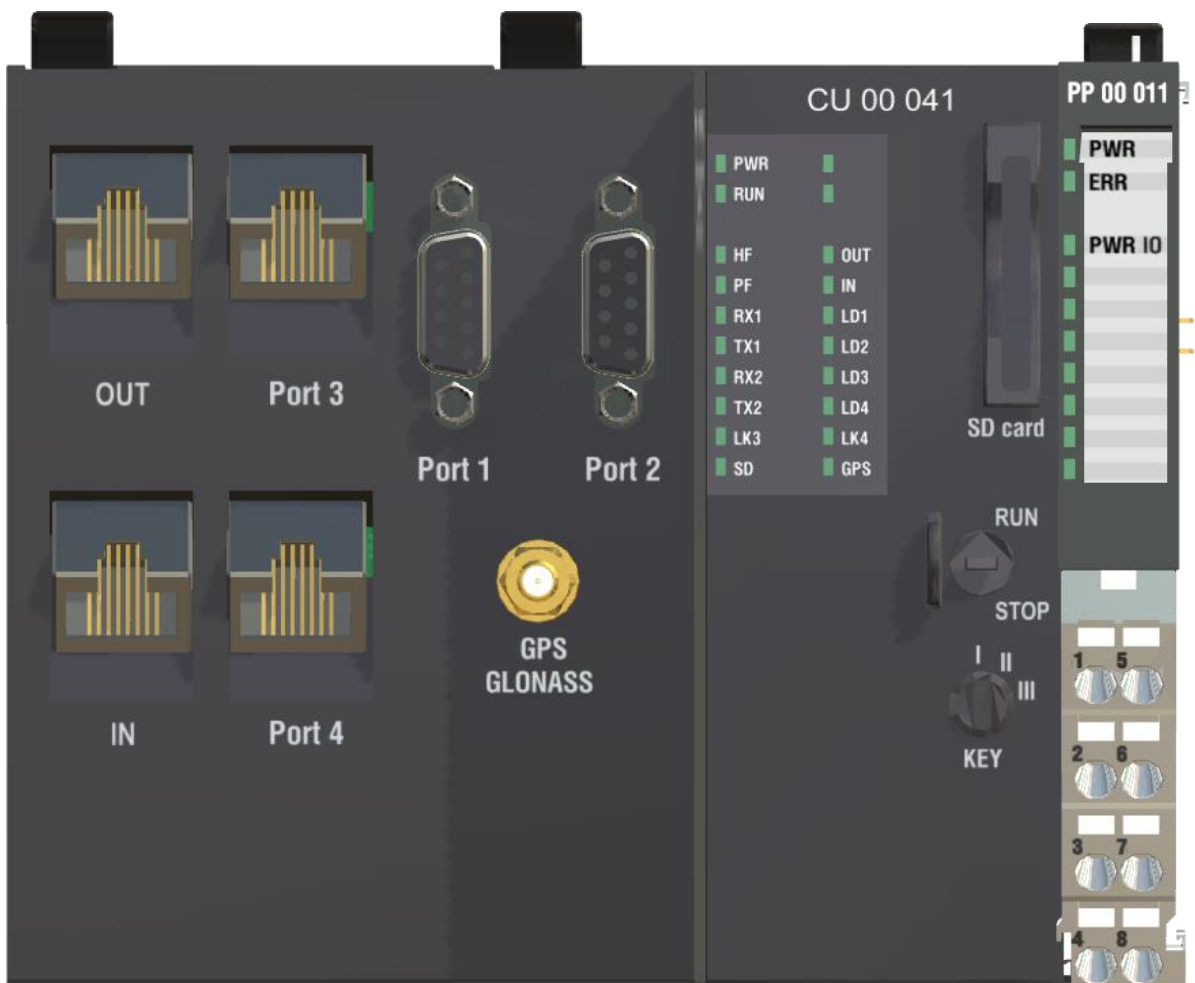 OUT
Port 3
IN
Port 4
Port 1
Port 2
GPS
GLONASS
CU 00 041
PWR
RUN
HF OUT
PF IN
RX1 LD1
TX1 LD2
RX2 LD3
TX2 LD4
LK3 LK4
SD GPS
SD card
RUN
STOP
I II III
KEY
PP 00 011
PWR
ERR
PWR IO
1 5
2 6
3 7
4 8